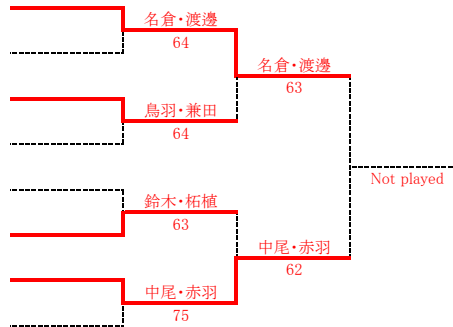 名倉・渡邊
64
名倉・渡邊
63
鳥羽・兼田
64
Not played
鈴木・柘植
63
中尾・赤羽
62
中尾・赤羽
75